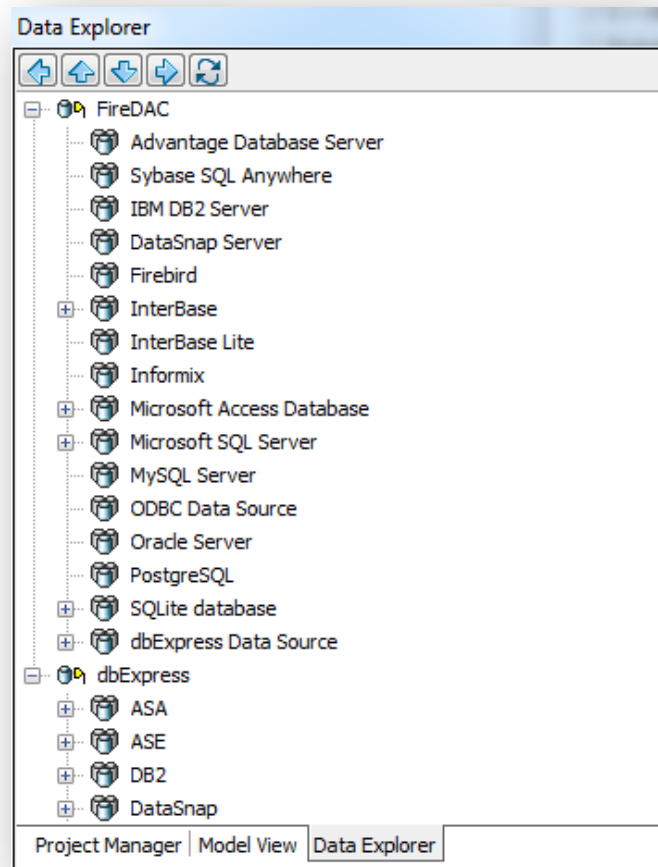 Data Explorer
FireDAC
Advantage Database Server
Sybase SQL Anywhere
IBM DB2 Server
DataSnap Server
Firebird
InterBase
InterBase Lite
Informix
Microsoft Access Database
Microsoft SQL Server
MySQL Server
ODBC Data Source
Oracle Server
PostgreSQL
SQLite database
dbExpress Data Source
dbExpress
ASA
ASE
DB2
DataSnap
Project Manager Model View Data Explorer